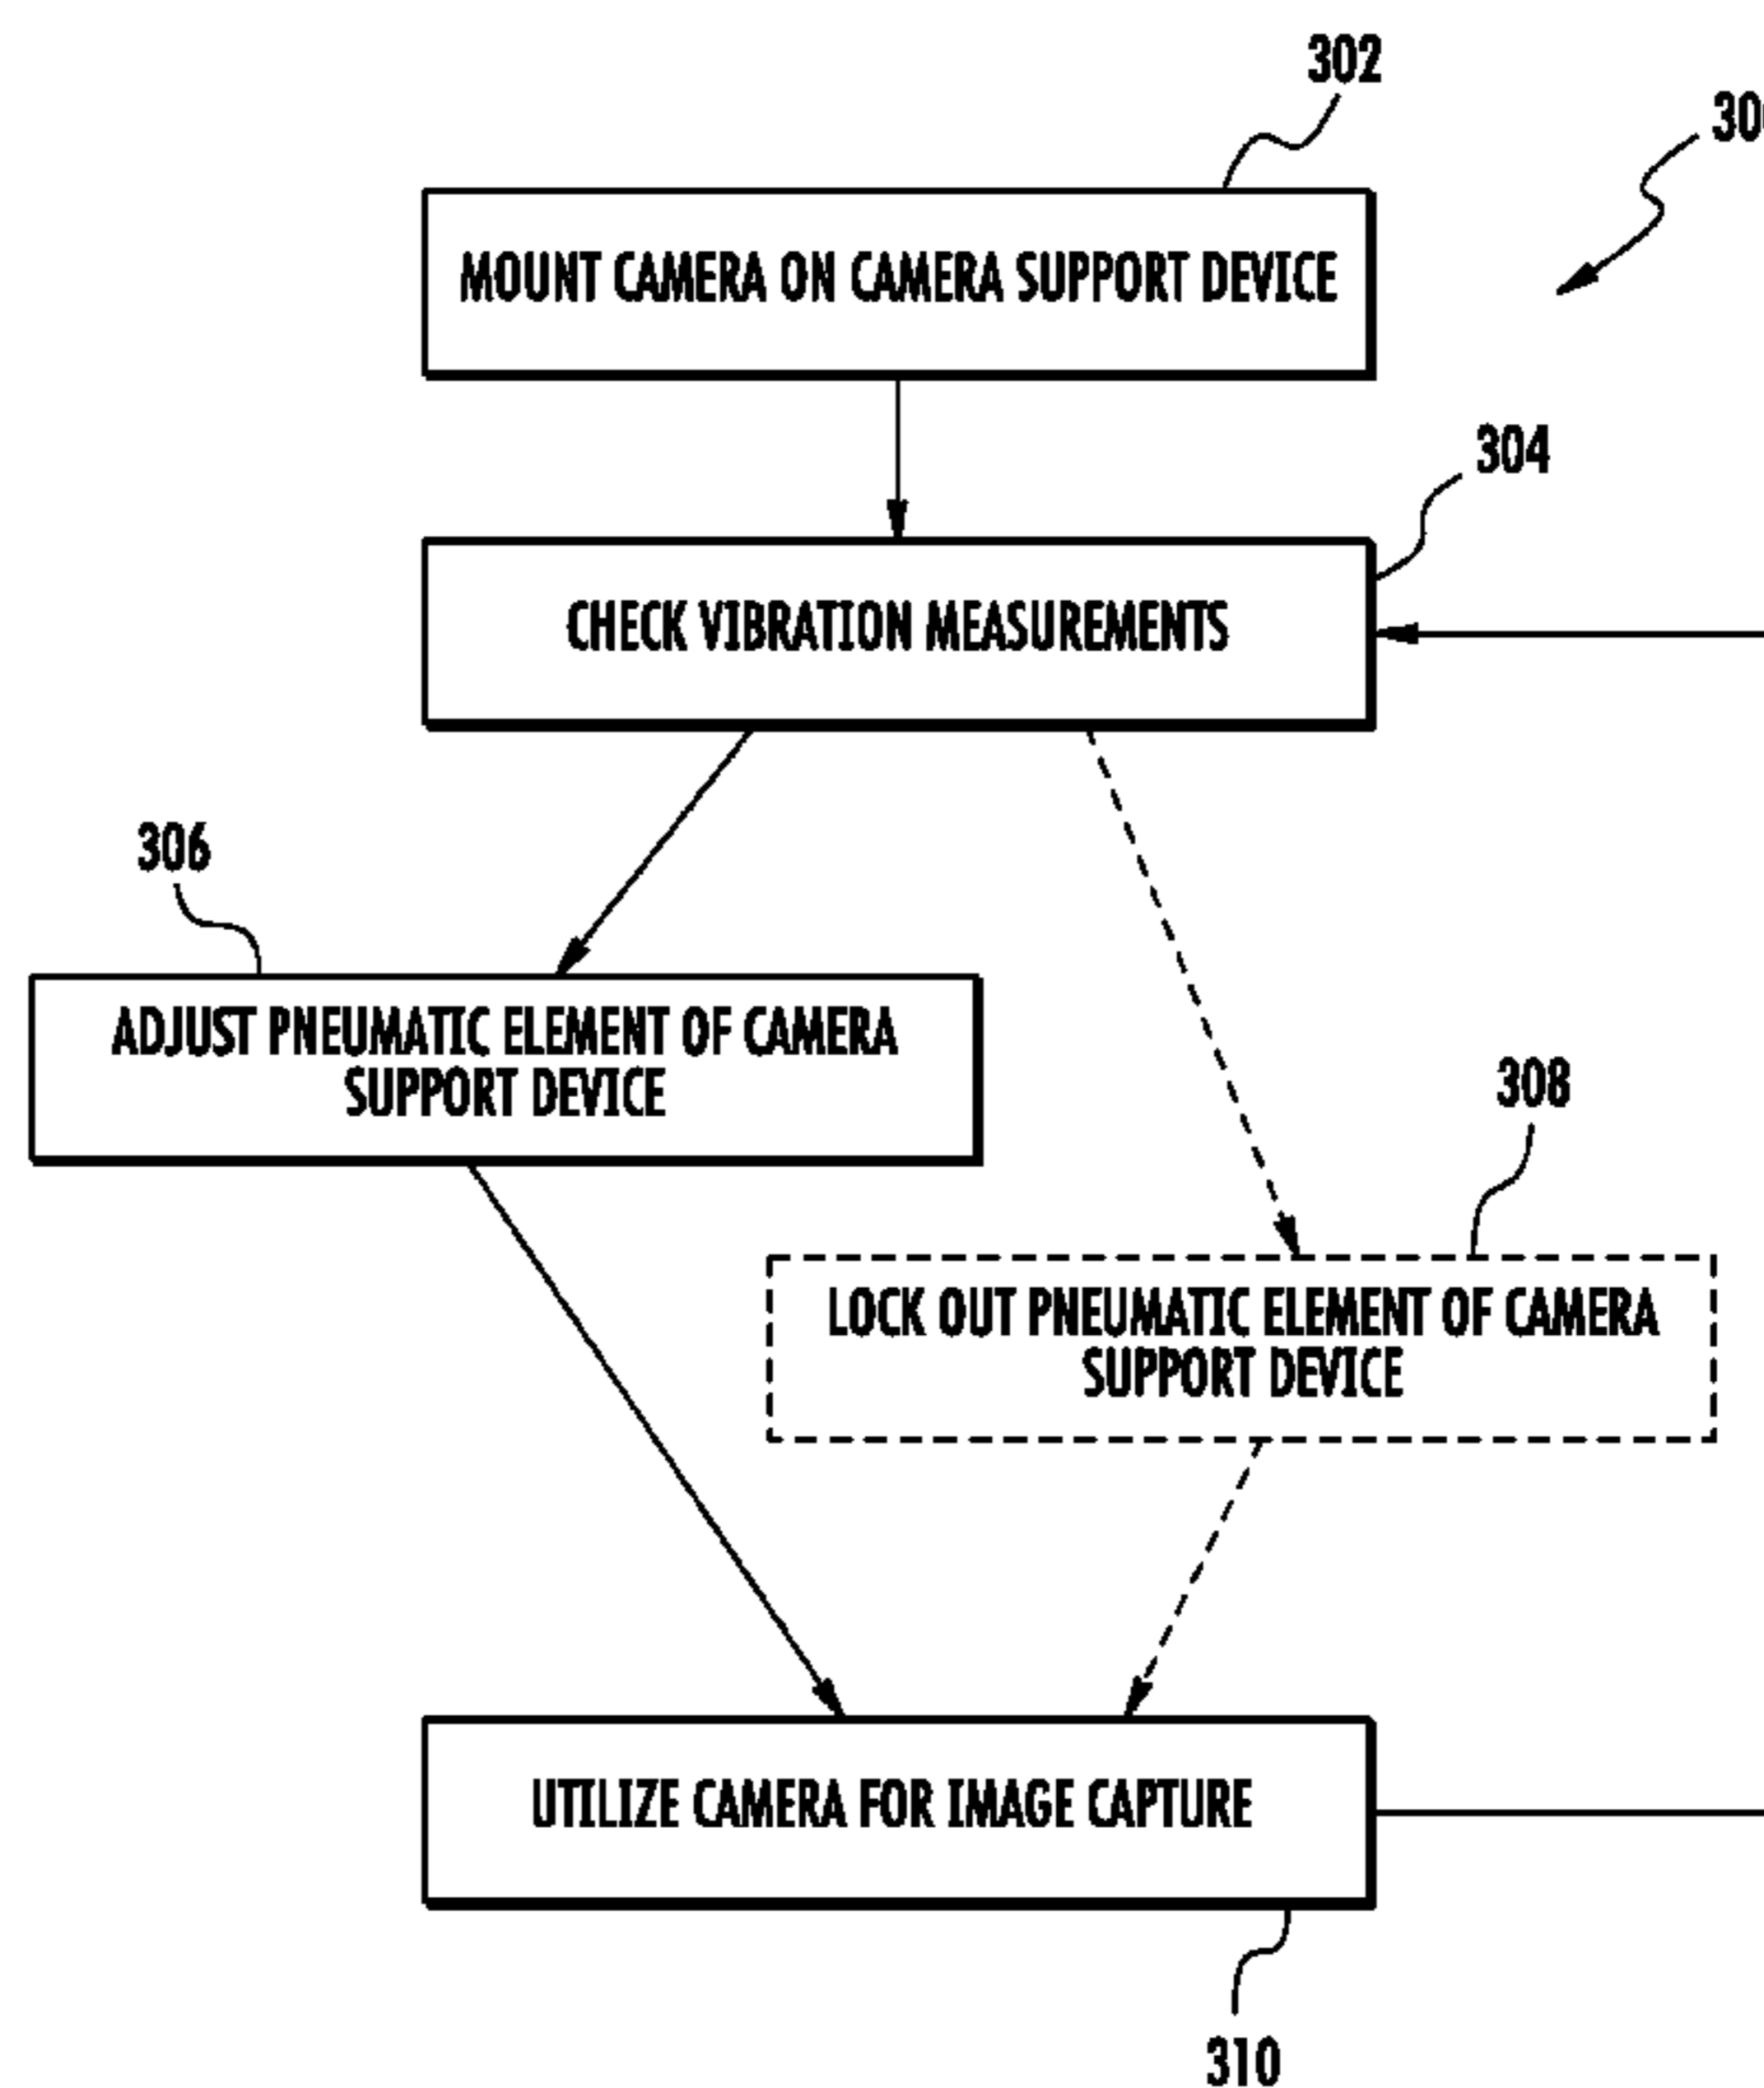 302
MOUNT CAMERA ON CAMERA SUPPORT DEVICE
304
CHECK VIBRATION MEASUREMENTS
306
ADJUST PNEUMATIC ELEMENT OF CAMERA
SUPPORT DEVICE
308
LOCK OUT PNEUMATIC ELEMENT OF CAMERA
SUPPORT DEVICE
UTILIZE CAMERA FOR IMAGE CAPTURE
310